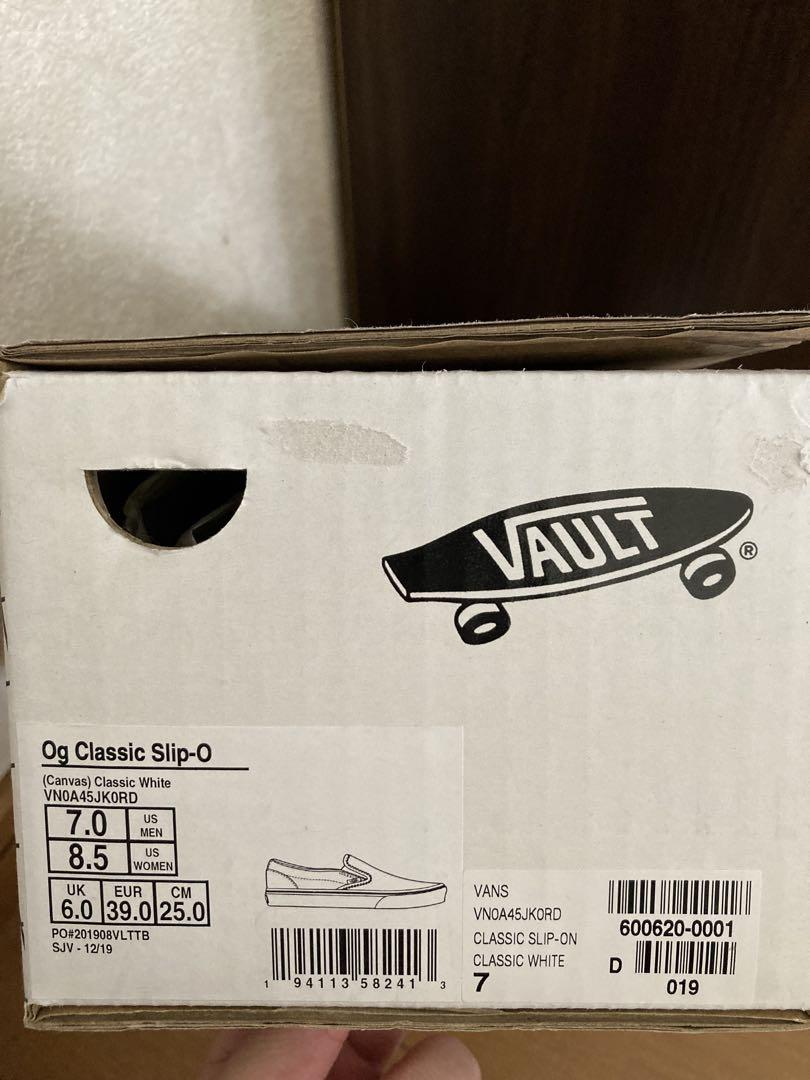 VAULT
®
Og Classic Slip-O
(Canvas) Classic White
VN0A45JK0RD
7.0 US MEN
8.5 US WOMEN
UK EUR CM
6.0 39.0 25.0
PO#201908VLTTB
SJV - 12/19
1 94113 58241 3
VANS
VN0A45JK0RD
CLASSIC SLIP-ON
CLASSIC WHITE
7
600620-0001
D
019